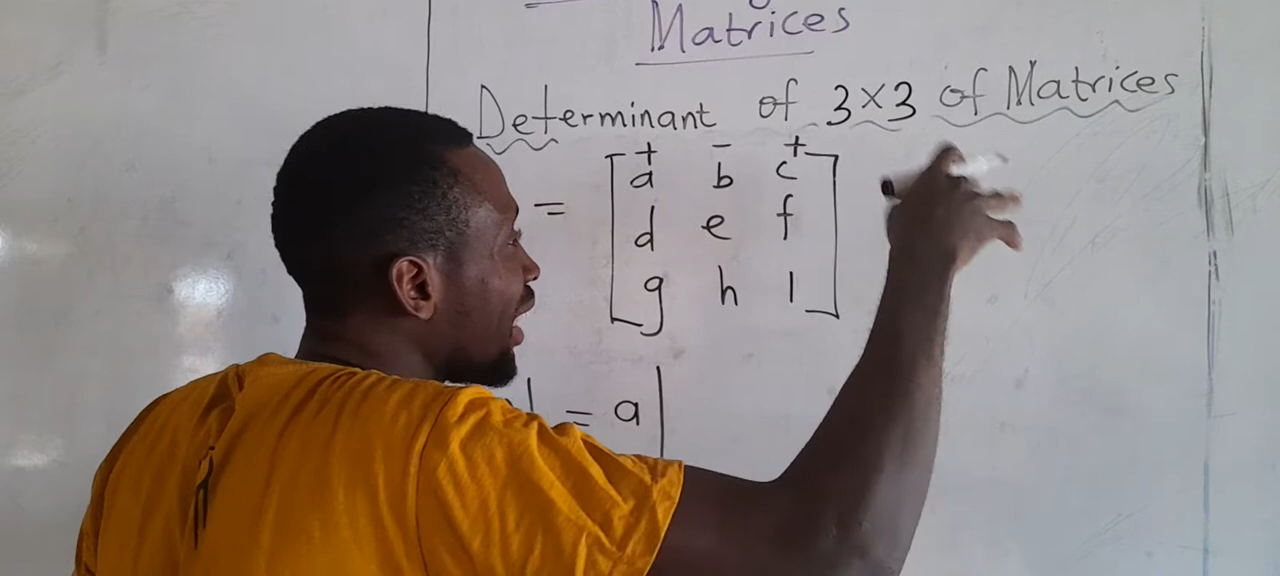 Matrices
Determinant of 3×3 of Matrices
+ - +
= [ a b c
d e f
g h l ]
| = a |